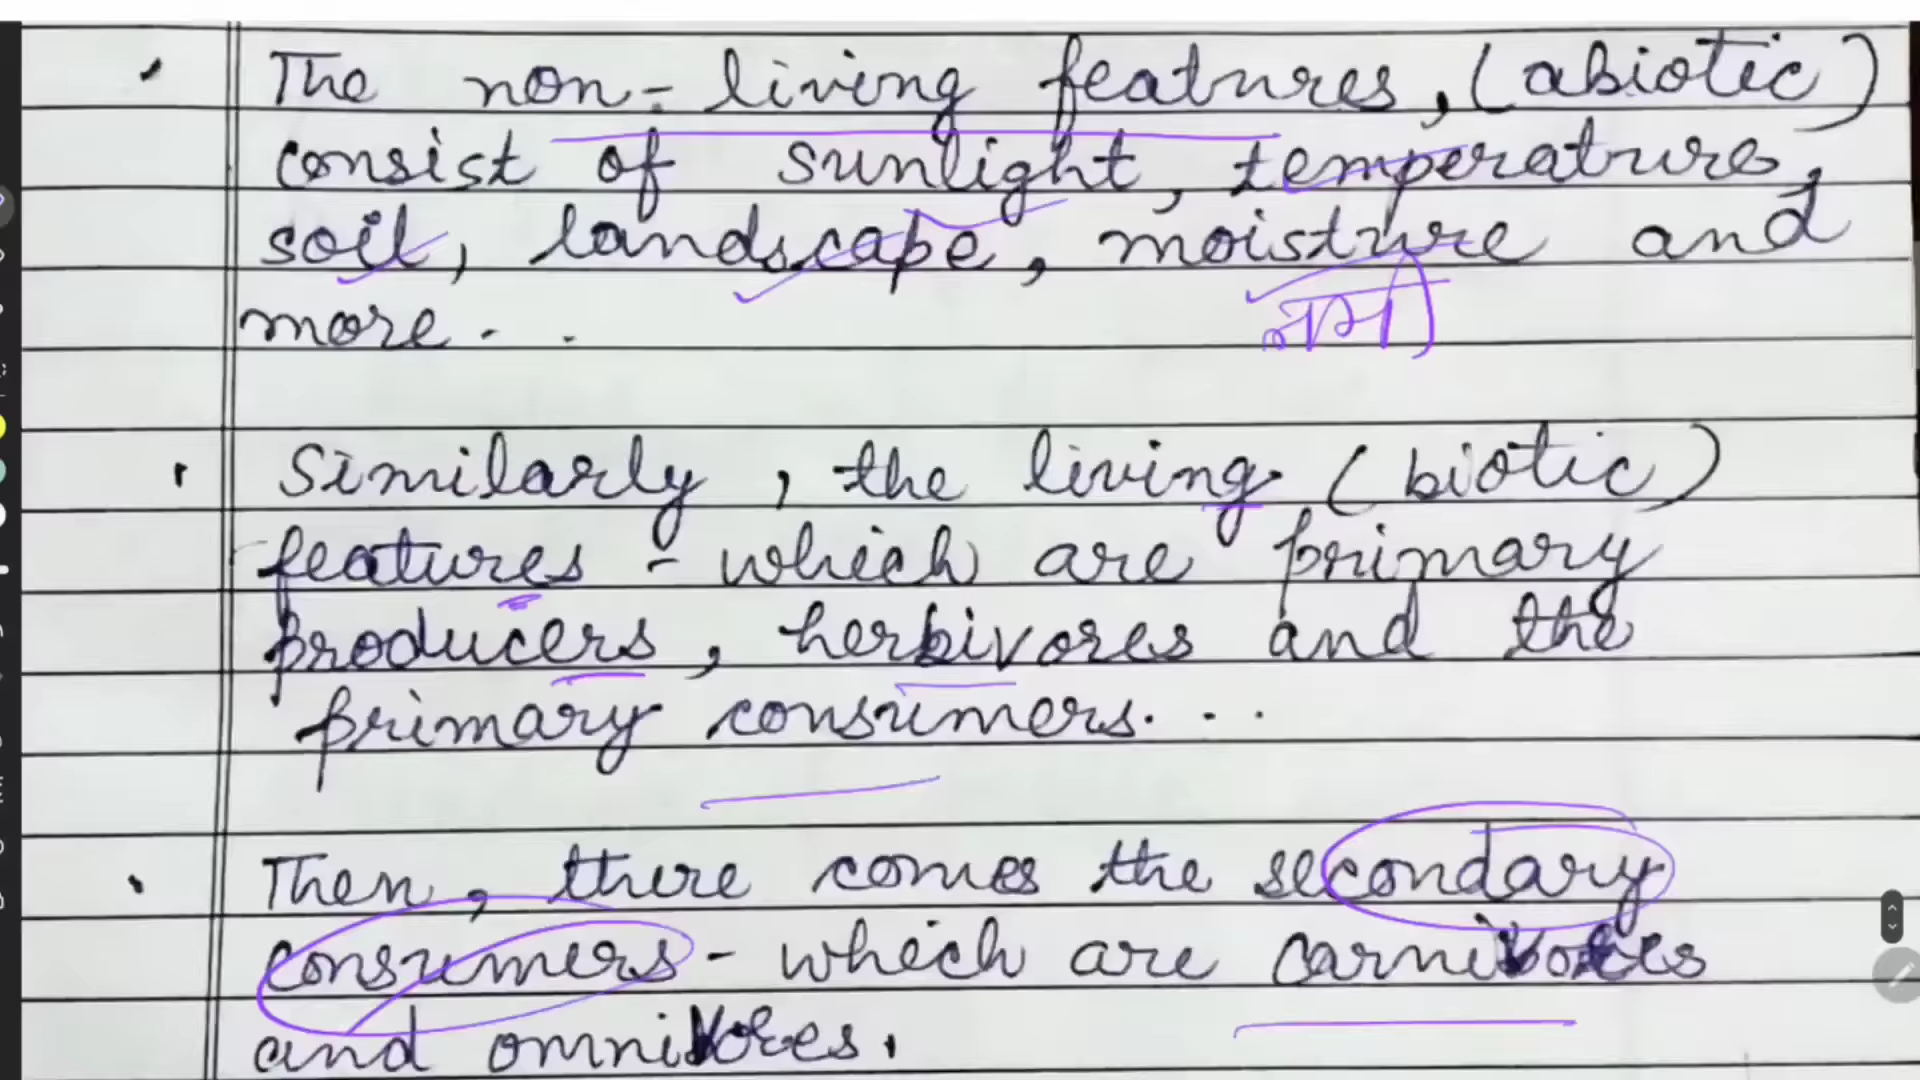 The non-living features, (abiotic)
consist of sunlight, temperature,
soil, landscape, moisture and
more. .
नमी
Similarly, the living (biotic)
features - which are primary
producers, herbivores and the
primary consumers. . .
Then, there comes the secondary
consumers - which are carnivores
and omnivores.